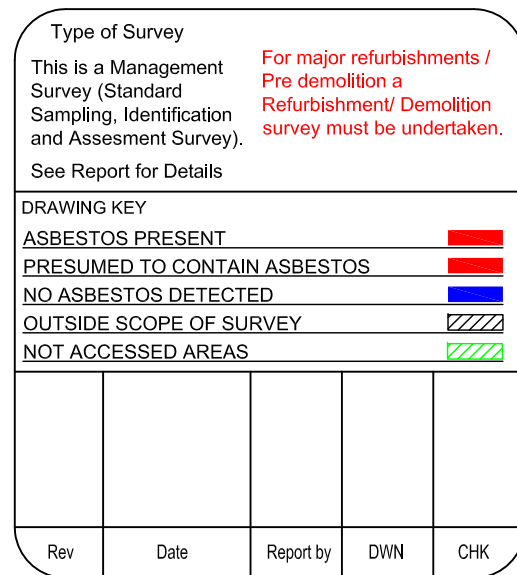 Type of Survey
This is a Management
Survey (Standard
Sampling, Identification
and Assesment Survey).
See Report for Details
For major refurbishments /
Pre demolition a
Refurbishment/ Demolition
survey must be undertaken.
DRAWING KEY
ASBESTOS PRESENT
PRESUMED TO CONTAIN ASBESTOS
NO ASBESTOS DETECTED
OUTSIDE SCOPE OF SURVEY
NOT ACCESSED AREAS
Rev Date Report by DWN CHK